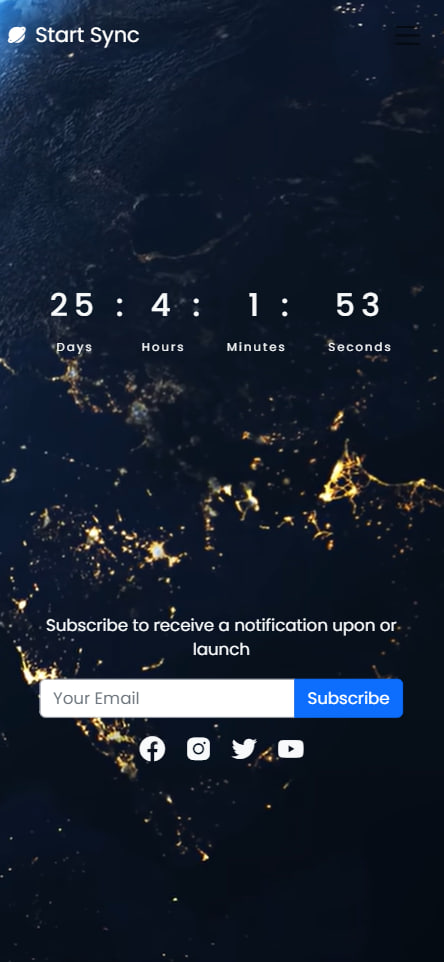 Start Sync
25 : 4 : 1 : 53
Days Hours Minutes Seconds
Subscribe to receive a notification upon or
launch
Your Email Subscribe